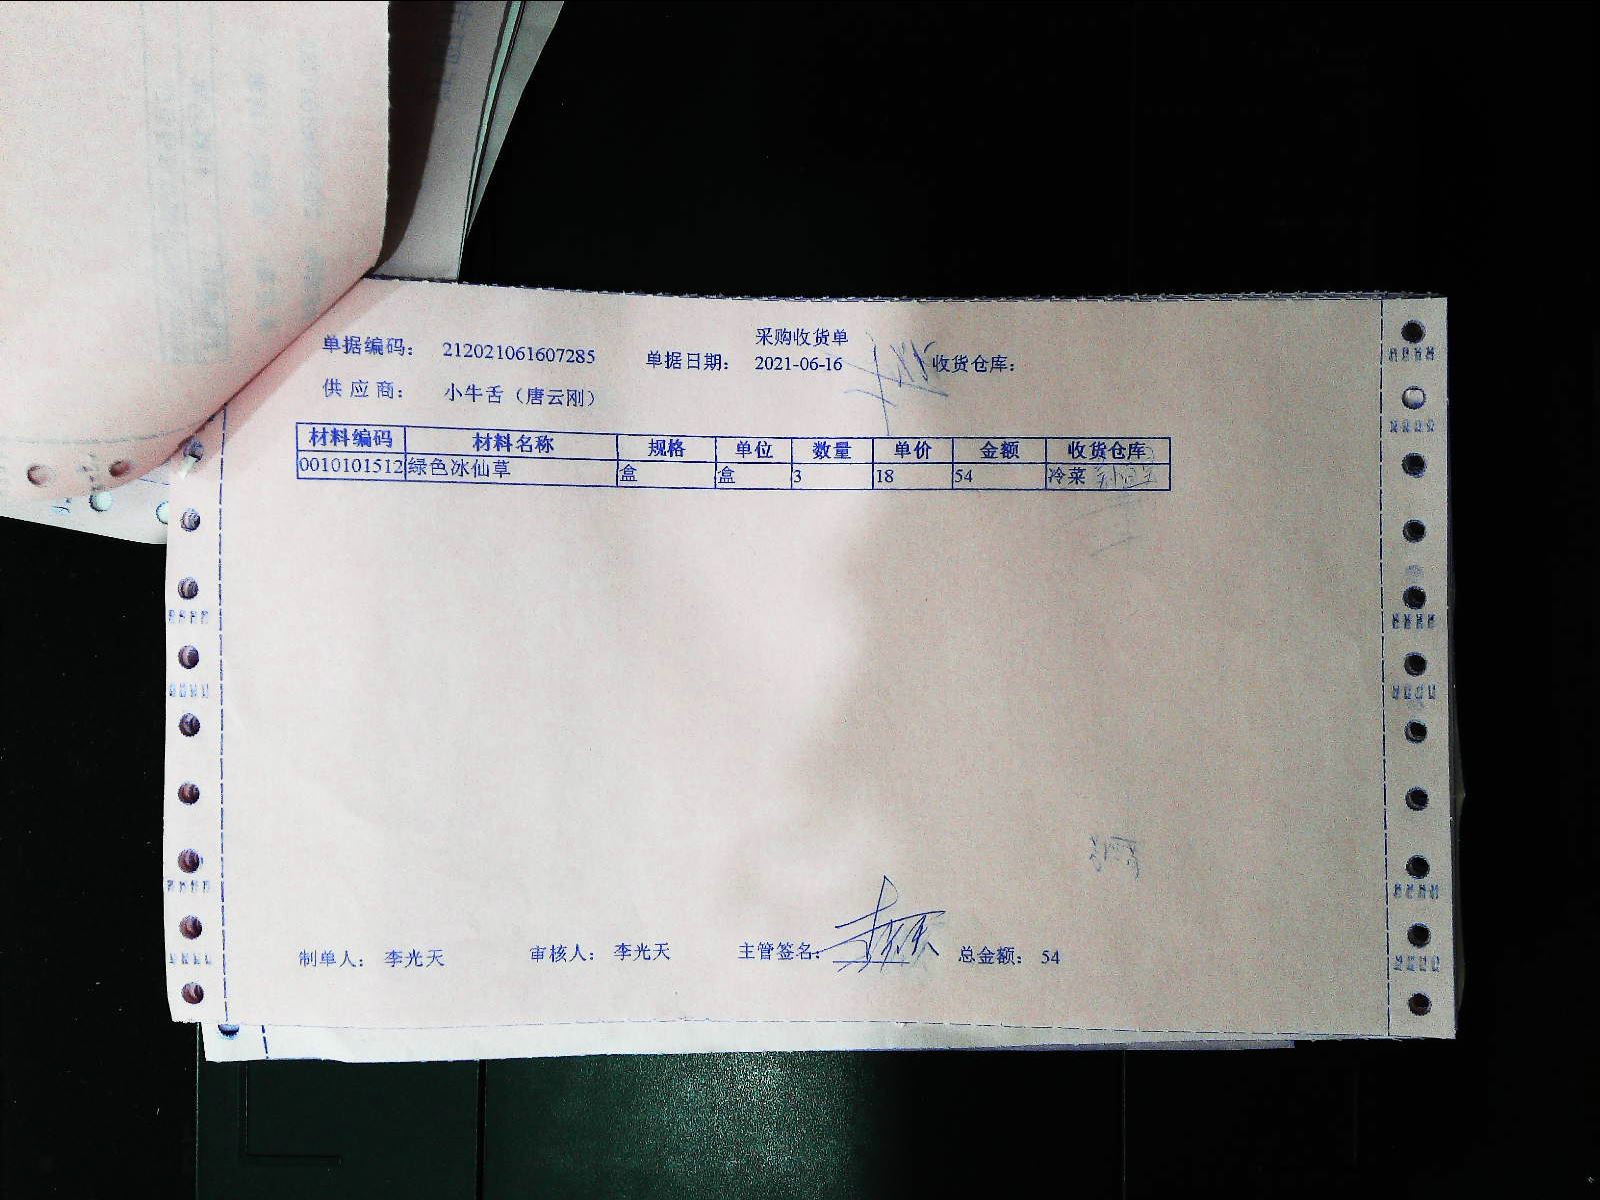 采购收货单
单据编码： 212021061607285 单据日期： 2021-06-16 收货仓库：
供 应 商： 小牛舌（唐云刚）
材料编码 材料名称 规格 单位 数量 单价 金额 收货仓库
0010101512 绿色冰仙草 盒 盒 3 18 54 冷菜
制单人： 李光天 审核人： 李光天 主管签名： 总金额： 54